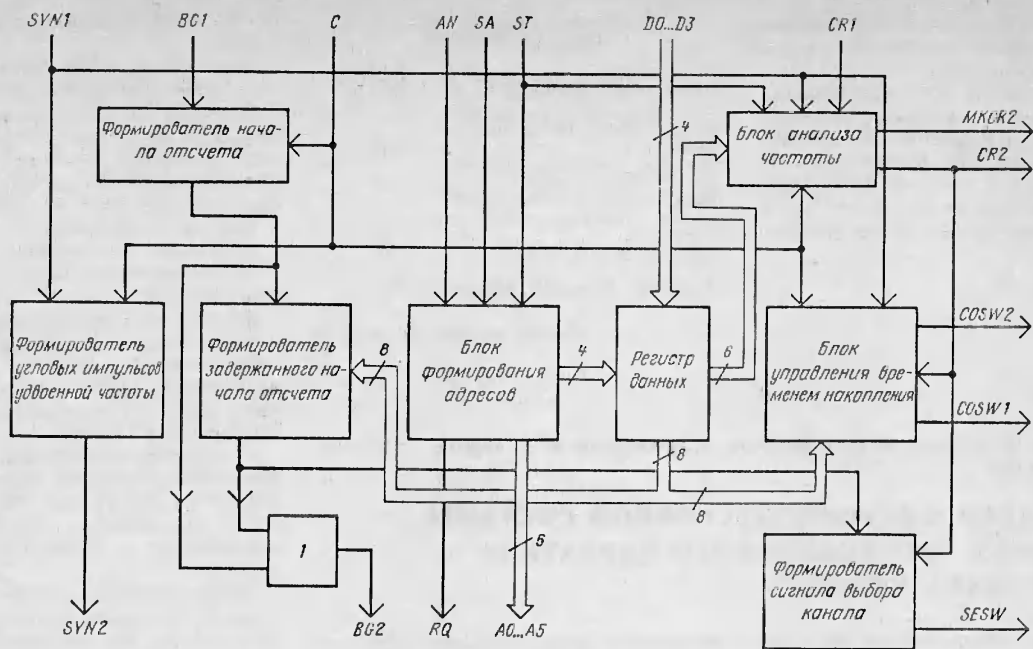 SYN1
BG1
C
AN
SA
ST
D0...D3
CR1
Формирователь нача-
ла отсчета
4
Блок анализа
частоты
MKCK2
CR2
Формирователь
угловых импульсов
удвоенной частоты
Формирователь
задержанного на-
чала отсчета
8
Блок
формирования
адресов
4
Регистр
данных
6
Блок
управления вре-
менем накопления
COSW2
COSW1
8
8
6
1
Формирователь
сигнала выбора
канала
SYN2
BG2
RQ
A0...A5
SESW